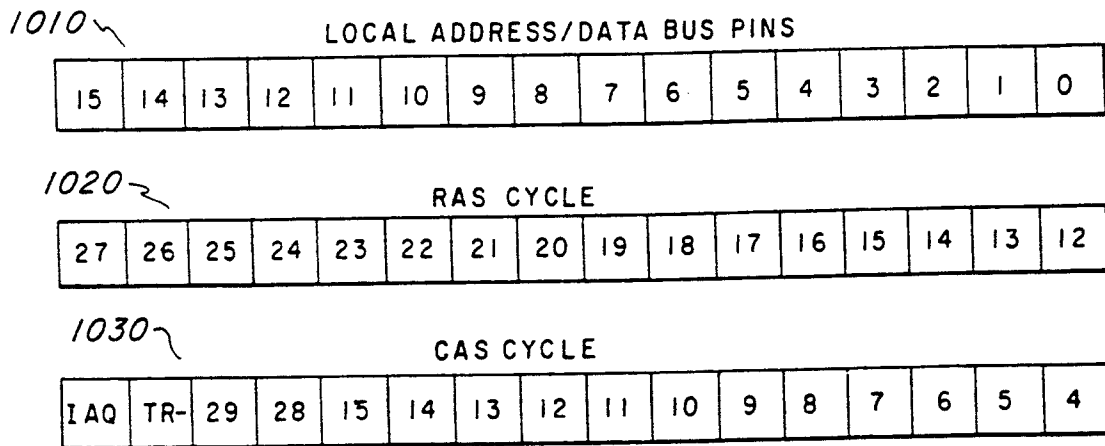 1010
LOCAL ADDRESS/DATA BUS PINS
15 14 13 12 11 10 9 8 7 6 5 4 3 2 1 0
1020
RAS CYCLE
27 26 25 24 23 22 21 20 19 18 17 16 15 14 13 12
1030
CAS CYCLE
IAQ TR- 29 28 15 14 13 12 11 10 9 8 7 6 5 4